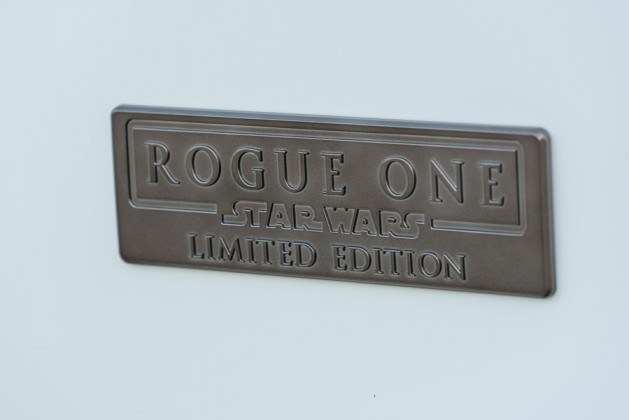 ROGUE ONE
STAR WARS
LIMITED EDITION